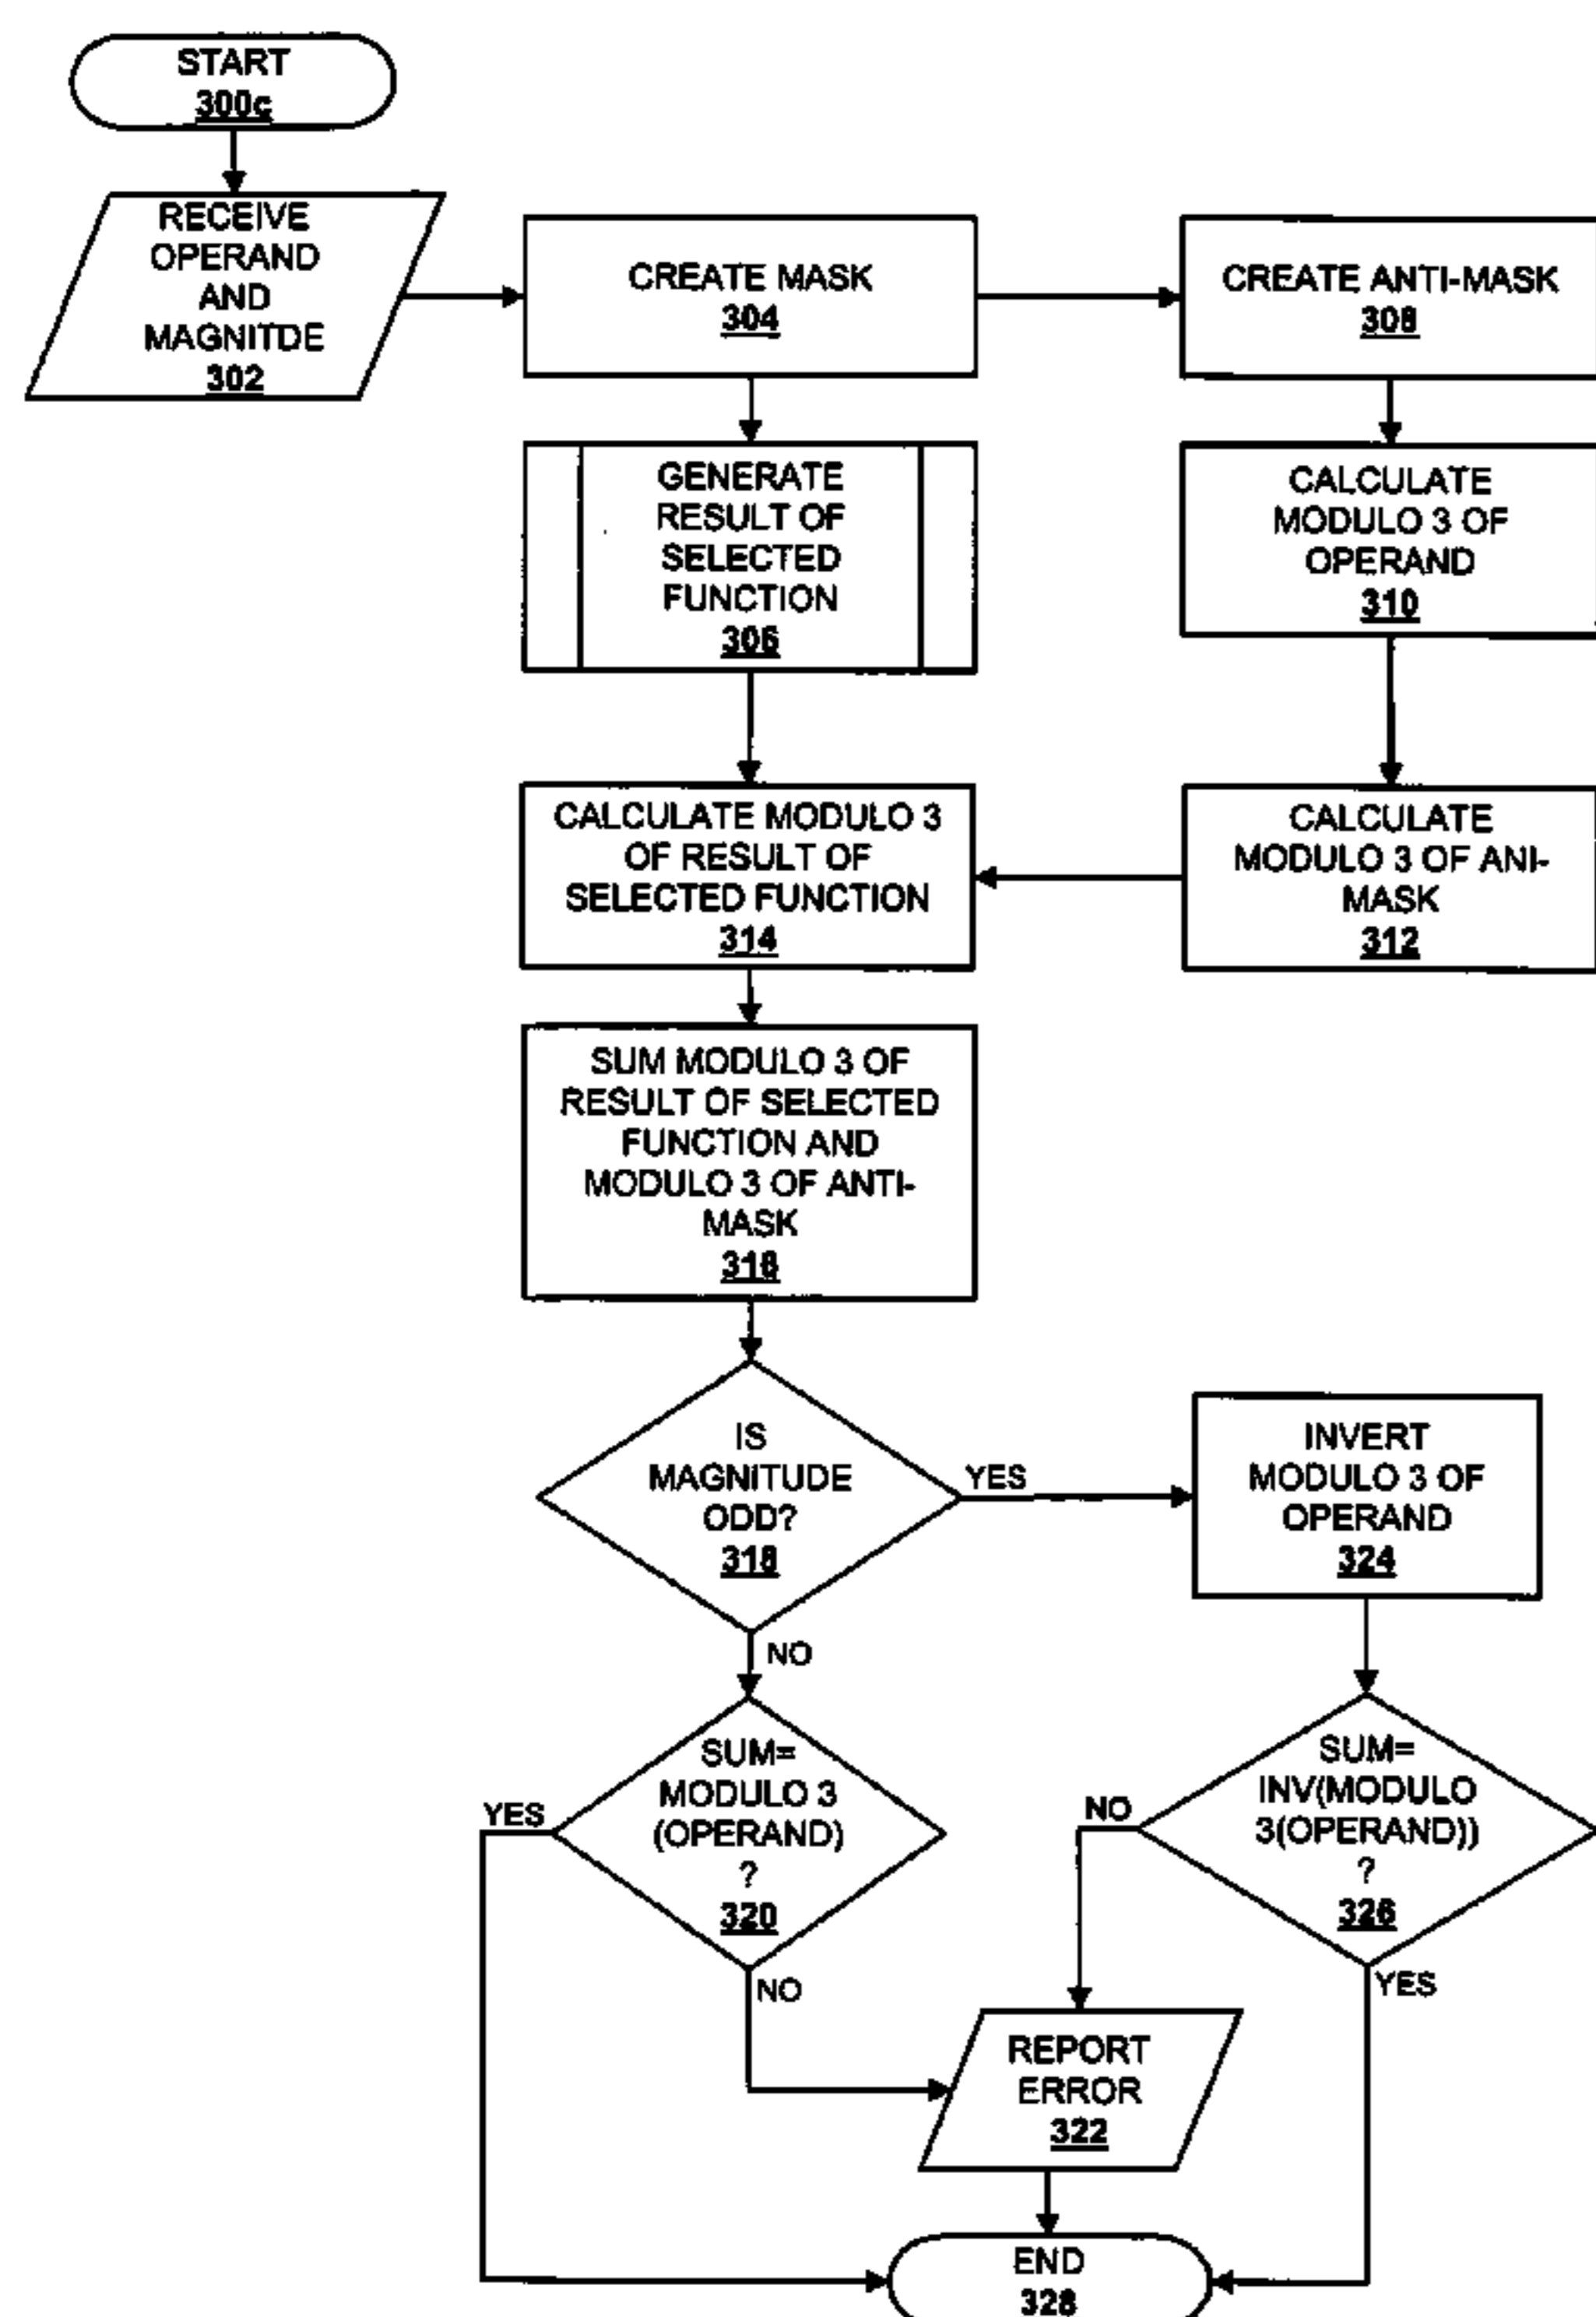 START
300c
RECEIVE
OPERAND
AND
MAGNITDE
302
CREATE MASK
304
CREATE ANTI-MASK
308
GENERATE
RESULT OF
SELECTED
FUNCTION
306
CALCULATE
MODULO 3 OF
OPERAND
310
CALCULATE MODULO 3
OF RESULT OF
SELECTED FUNCTION
314
CALCULATE
MODULO 3 OF ANI-
MASK
312
SUM MODULO 3 OF
RESULT OF SELECTED
FUNCTION AND
MODULO 3 OF ANTI-
MASK
316
IS
MAGNITUDE
ODD?
318
YES
INVERT
MODULO 3 OF
OPERAND
324
NO
SUM=
MODULO 3
(OPERAND)
?
320
YES
NO
SUM=
INV(MODULO
3(OPERAND))
?
326
NO
YES
REPORT
ERROR
322
END
328